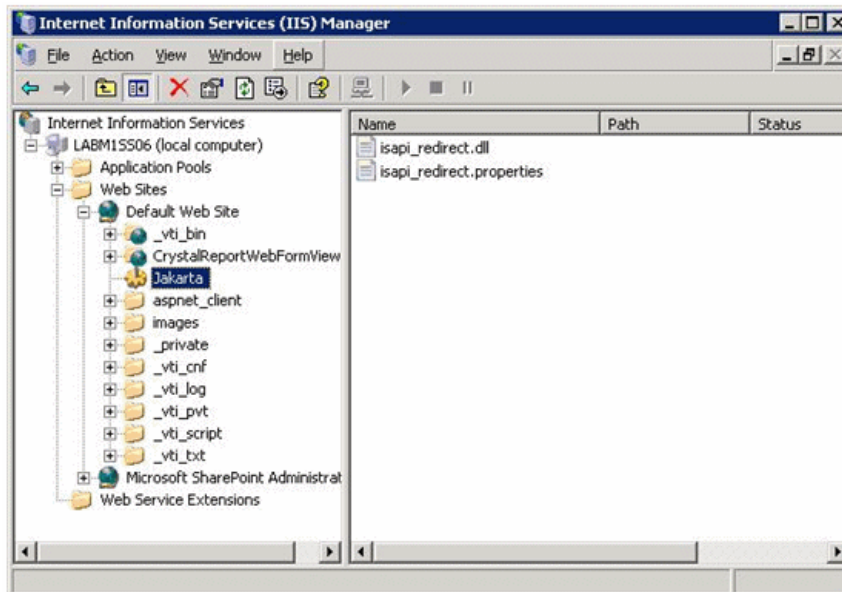 Internet Information Services (IIS) Manager
File Action View Window Help
Internet Information Services
LABM1SS06 (local computer)
Application Pools
Web Sites
Default Web Site
_vti_bin
CrystalReportWebFormView
Jakarta
aspnet_client
images
_private
_vti_cnf
_vti_log
_vti_pvt
_vti_script
_vti_txt
Microsoft SharePoint Administrat
Web Service Extensions
Name Path Status
isapi_redirect.dll
isapi_redirect.properties